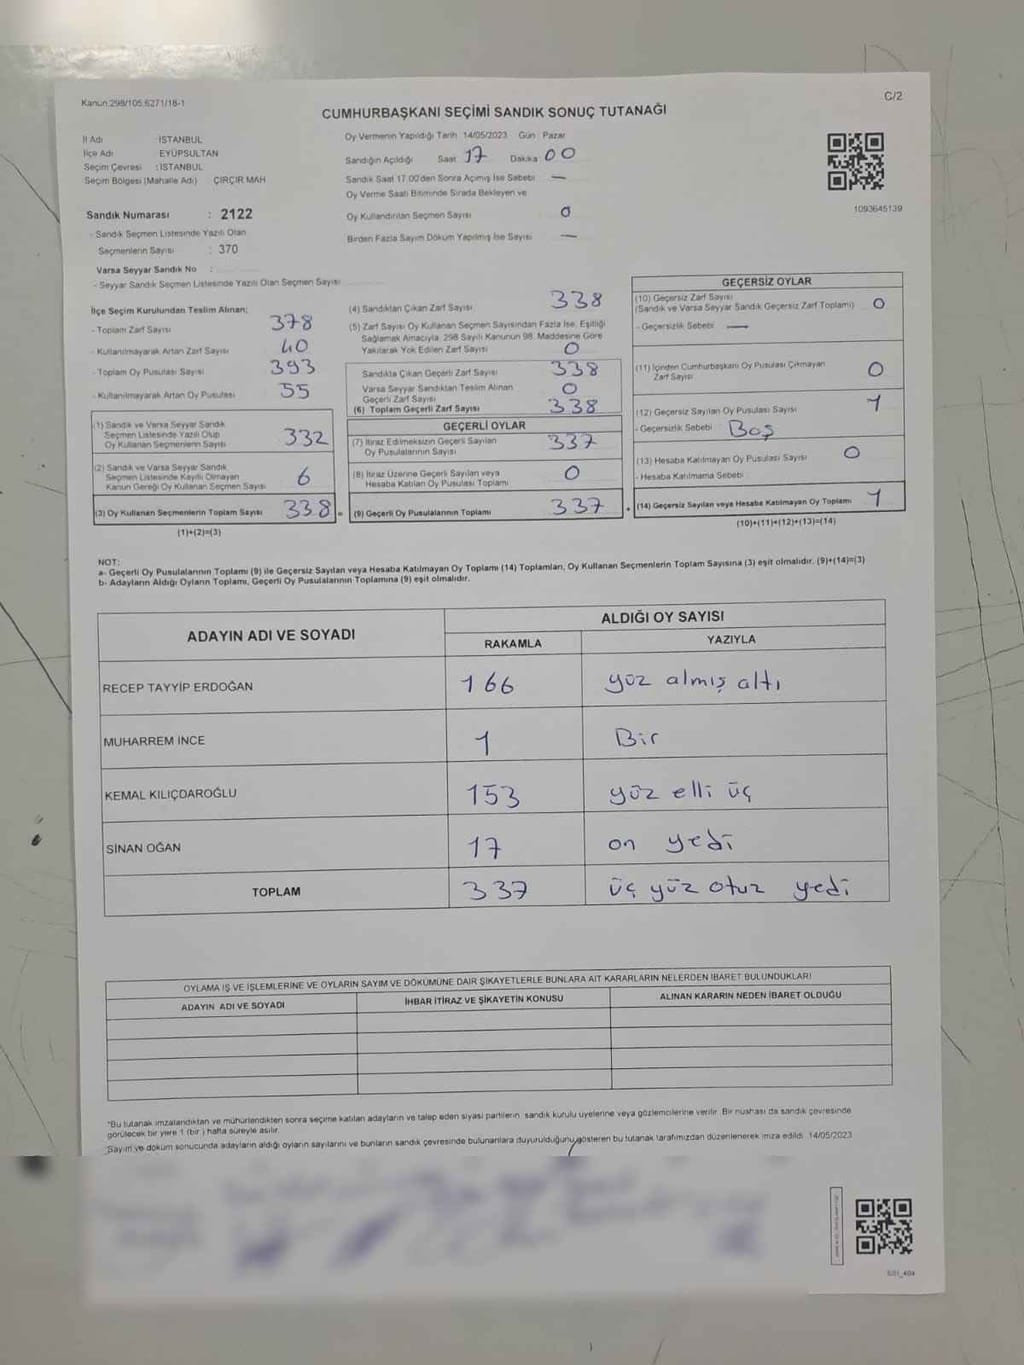 Kanun:298/105,6271/18-1
C/2
CUMHURBAŞKANI SEÇİMİ SANDIK SONUÇ TUTANAĞI
İl Adı : İSTANBUL
İlçe Adı : EYÜPSULTAN
Seçim Çevresi : İSTANBUL
Seçim Bölgesi (Mahalle Adı) : ÇIRÇIR MAH
Sandık Numarası : 2122
- Sandık Seçmen Listesinde Yazılı Olan
Seçmenlerin Sayısı : 370
Varsa Seyyar Sandık No :
- Seyyar Sandık Seçmen Listesinde Yazılı Olan Seçmen Sayısı
Oy Vermenin Yapıldığı Tarih 14/05/2023 Gün Pazar
Sandığın Açıldığı Saat 17 Dakika 00
Sandık Saat 17.00'den Sonra Açımış İse Sebebi —
Oy Verme Saati Bitiminde Sırada Bekleyen ve
Oy Kullandırılan Seçmen Sayısı 0
Birden Fazla Sayım Döküm Yapılmış İse Sayısı —
1093645139
İlçe Seçim Kurulundan Teslim Alınan;
- Toplam Zarf Sayısı 378
- Kullanılmayarak Artan Zarf Sayısı 40
- Toplam Oy Pusulası Sayısı 393
- Kullanılmayarak Artan Oy Pusulası 55
(1) Sandık ve Varsa Seyyar Sandık
Seçmen Listesinde Yazılı Olup
Oy Kullanan Seçmenlerin Sayısı 332
(2) Sandık ve Varsa Seyyar Sandık
Seçmen Listesinde Kayıtlı Olmayan
Kanun Gereği Oy Kullanan Seçmen Sayısı 6
(3) Oy Kullanan Seçmenlerin Toplam Sayısı 338 =
(1)+(2)=(3)
(4) Sandıktan Çıkan Zarf Sayısı 338
(5) Zarf Sayısı Oy Kullanan Seçmen Sayısından Fazla İse, Eşitliği
Sağlamak Amacıyla, 298 Sayılı Kanunun 98. Maddesine Göre
Yakılarak Yok Edilen Zarf Sayısı 0
Sandıkta Çıkan Geçerli Zarf Sayısı 338
Varsa Seyyar Sandıktan Teslim Alınan
Geçerli Zarf Sayısı 0
(6) Toplam Geçerli Zarf Sayısı 338
GEÇERLİ OYLAR
(7) İtiraz Edilmeksizin Geçerli Sayılan
Oy Pusulalarının Sayısı 337
(8) İtiraz Üzerine Geçerli Sayılan veya
Hesaba Katılan Oy Pusulası Toplamı 0
(9) Geçerli Oy Pusulalarının Toplamı 337 +
GEÇERSİZ OYLAR
(10) Geçersiz Zarf Sayısı
(Sandık ve Varsa Seyyar Sandık Geçersiz Zarf Toplamı) 0
- Geçersizlik Sebebi —
(11) İçinden Cumhurbaşkanı Oy Pusulası Çıkmayan
Zarf Sayısı 0
(12) Geçersiz Sayılan Oy Pusulası Sayısı 1
- Geçersizlik Sebebi Boş
(13) Hesaba Katılmayan Oy Pusulası Sayısı 0
- Hesaba Katılmama Sebebi
(14) Geçersiz Sayılan veya Hesaba Katılmayan Oy Toplamı 1
(10)+(11)+(12)+(13)=(14)
NOT:
a- Geçerli Oy Pusulalarının Toplamı (9) ile Geçersiz Sayılan veya Hesaba Katılmayan Oy Toplamı (14) Toplamları, Oy Kullanan Seçmenlerin Toplam Sayısına (3) eşit olmalıdır. (9)+(14)=(3)
b- Adayların Aldığı Oyların Toplamı, Geçerli Oy Pusulalarının Toplamına (9) eşit olmalıdır.
ADAYIN ADI VE SOYADI
ALDIĞI OY SAYISI
RAKAMLA YAZIYLA
RECEP TAYYİP ERDOĞAN 166 yüz almış altı
MUHARREM İNCE 1 Bir
KEMAL KILIÇDAROĞLU 153 yüz elli üç
SİNAN OĞAN 17 on yedi
TOPLAM 337 üç yüz otuz yedi
OYLAMA İŞ VE İŞLEMLERİNE VE OYLARIN SAYIM VE DÖKÜMÜNE DAİR ŞİKAYETLERLE BUNLARA AİT KARARLARIN NELERDEN İBARET BULUNDUKLARI
ADAYIN ADI VE SOYADI İHBAR İTİRAZ VE ŞİKAYETİN KONUSU ALINAN KARARIN NEDEN İBARET OLDUĞU
*Bu tutanak imzalandıktan ve mühürlendikten sonra seçime katılan adayların ve talep eden siyasi partilerin sandık kurulu üyelerine veya gözlemcilerine verilir. Bir nushası da sandık çevresinde
görülecek bir yere 1 (bir ) hafta süreyle asılır.
*Sayım ve döküm sonucunda adayların aldığı oyların sayılarını ve bunların sandık çevresinde bulunanlara duyurulduğunu gösteren bu tutanak tarafımızdan düzenlenerek imza edildi. 14/05/2023